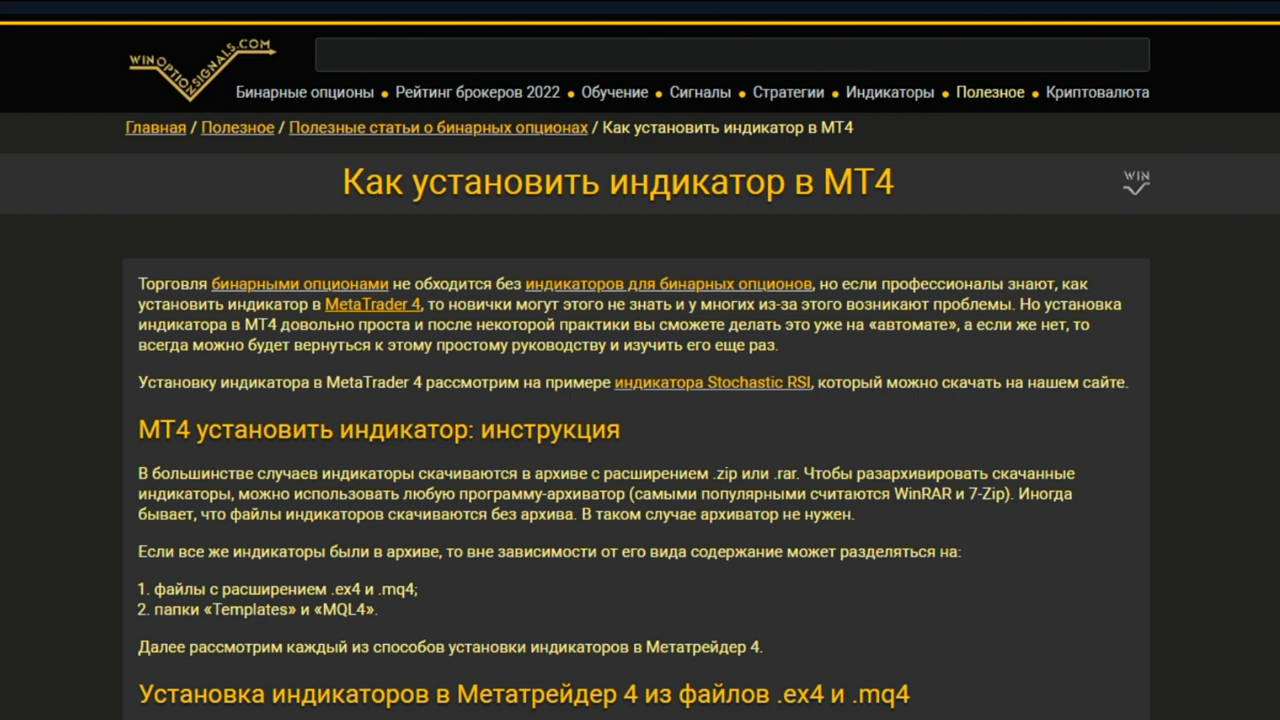 WINOPTIONSIGNALS.COM
Бинарные опционы • Рейтинг брокеров 2022 • Обучение • Сигналы • Стратегии • Индикаторы • Полезное • Криптовалюта
Главная / Полезное / Полезные статьи о бинарных опционах / Как установить индикатор в МТ4
Как установить индикатор в МТ4
WIN
Торговля бинарными опционами не обходится без индикаторов для бинарных опционов, но если профессионалы знают, как
установить индикатор в MetaTrader 4, то новички могут этого не знать и у многих из-за этого возникают проблемы. Но установка
индикатора в МТ4 довольно проста и после некоторой практики вы сможете делать это уже на «автомате», а если же нет, то
всегда можно будет вернуться к этому простому руководству и изучить его еще раз.
Установку индикатора в MetaTrader 4 рассмотрим на примере индикатора Stochastic RSI, который можно скачать на нашем сайте.
МТ4 установить индикатор: инструкция
В большинстве случаев индикаторы скачиваются в архиве с расширением .zip или .rar. Чтобы разархивировать скачанные
индикаторы, можно использовать любую программу-архиватор (самыми популярными считаются WinRAR и 7-Zip). Иногда
бывает, что файлы индикаторов скачиваются без архива. В таком случае архиватор не нужен.
Если все же индикаторы были в архиве, то вне зависимости от его вида содержание может разделяться на:
1. файлы с расширением .ex4 и .mq4;
2. папки «Templates» и «MQL4».
Далее рассмотрим каждый из способов установки индикаторов в Метатрейдер 4.
Установка индикаторов в Метатрейдер 4 из файлов .ex4 и .mq4